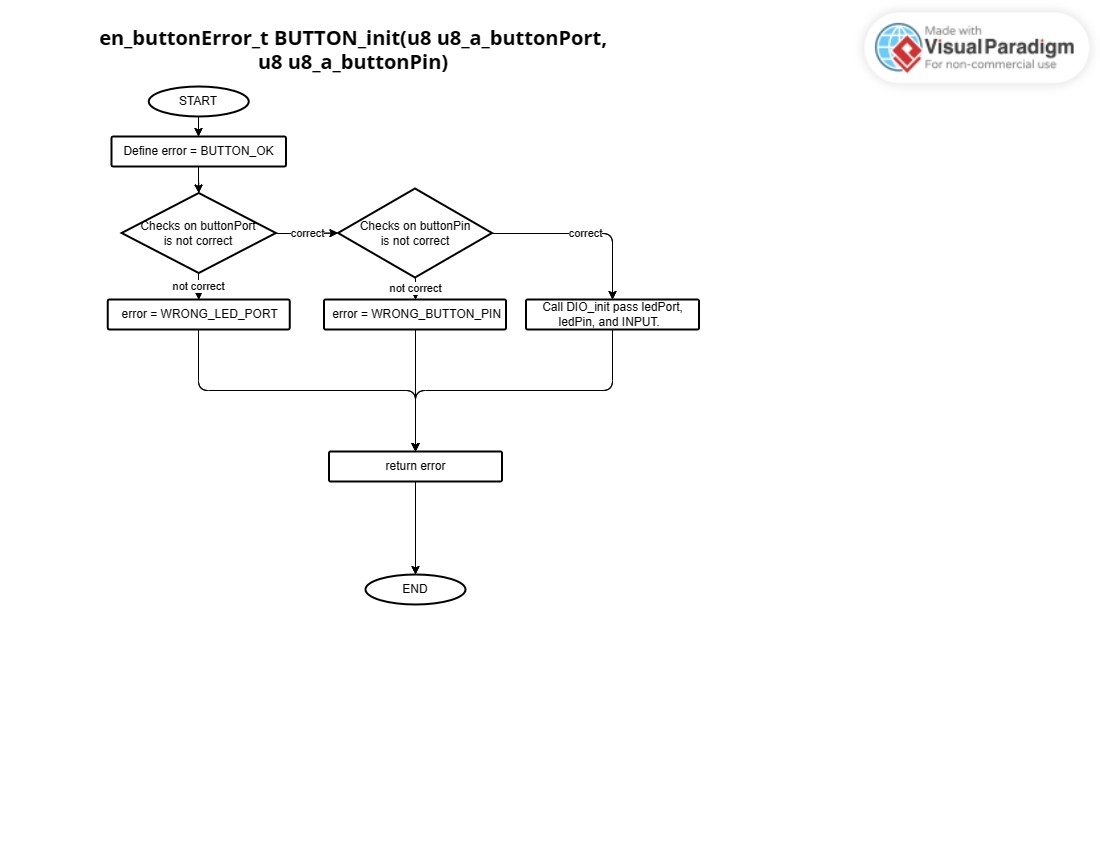 en_buttonError_t BUTTON_init(u8 u8_a_buttonPort,
u8 u8_a_buttonPin)
Made with
VisualParadigm
For non-commercial use
START
Define error = BUTTON_OK
Checks on buttonPort
is not correct
correct
Checks on buttonPin
is not correct
correct
not correct
not correct
error = WRONG_LED_PORT
error = WRONG_BUTTON_PIN
Call DIO_init pass ledPort,
ledPin, and INPUT.
return error
END